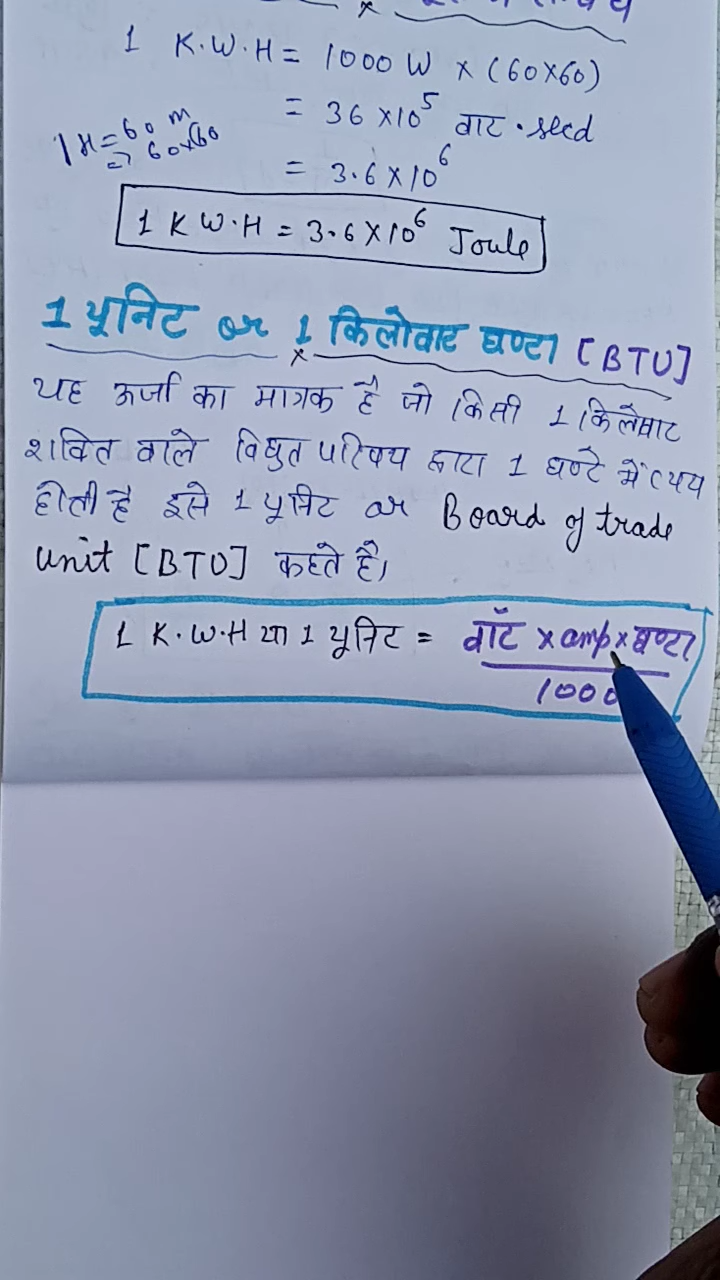 1 K.W.H = 1000 W × (60×60)
= 36 ×10⁵ वाट · secd
1H = 60 m
=> 60×60
= 3.6 × 10⁶
1 K W·H = 3.6×10⁶ Joule
1 यूनिट or 1 किलोवाट घण्टा [BTU]
यह ऊर्जा का मात्रक है जो किसी 1 किलोवाट
शक्ति वाले विधुत परिपथ द्वारा 1 घण्टे में व्यय
होती है इसे 1 यूनिट or Board of trade
unit [BTU] कहते है।
1 K.W.H या 1 यूनिट = वॉट × amp × घण्टा
1000